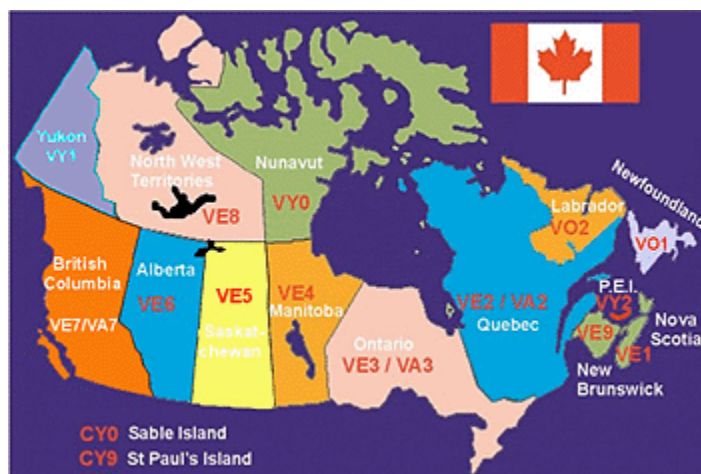 Yukon
VY1
North West
Territories
VE8
Nunavut
VY0
Newfoundland
Labrador
VO2
VO1
British
Columbia
VE7/VA7
Alberta
VE6
VE5
Saskat-
chewan
VE4
Manitoba
Ontario
VE3 / VA3
VE2 / VA2
Quebec
P.E.I.
VY2
VE9
Nova
Scotia
VE1
New
Brunswick
CY0 Sable Island
CY9 St Paul's Island